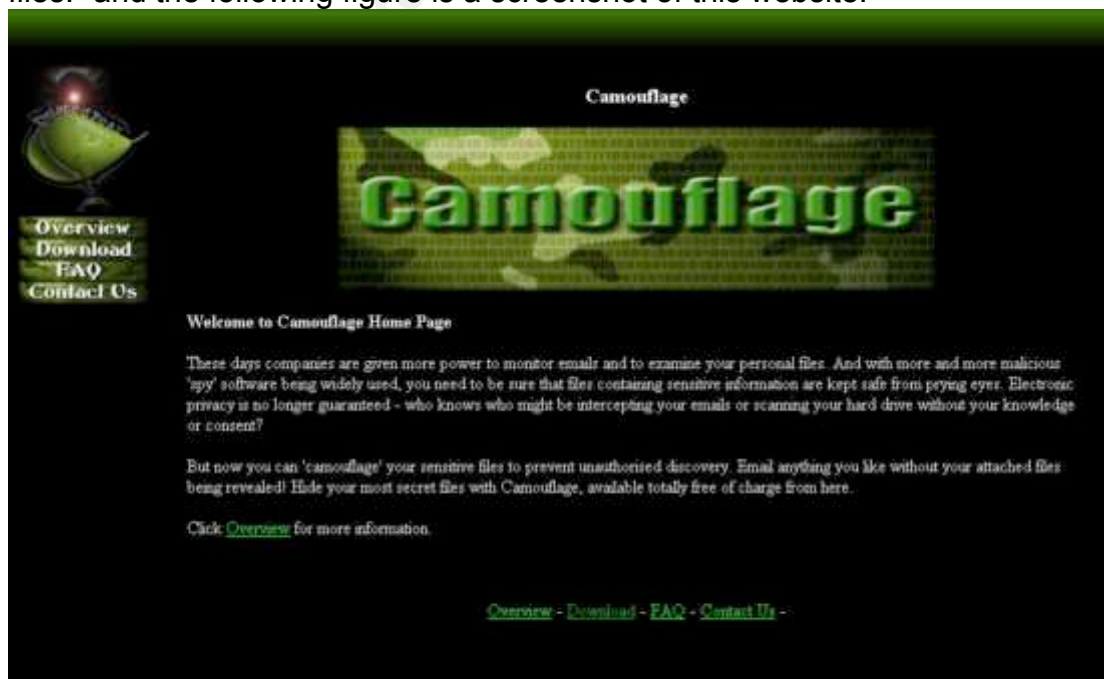 files." and the following figure is a screenshot of this website:
Camouflage
Camouflage
Overview
Download
FAQ
Contact Us
Welcome to Camouflage Home Page
These days companies are given more power to monitor emails and to examine your personal files. And with more and more malicious
'spy' software being widely used, you need to be sure that files containing sensitive information are kept safe from prying eyes. Electronic
privacy is no longer guaranteed - who knows who might be intercepting your emails or scanning your hard drive without your knowledge
or consent?
But now you can 'camouflage' your sensitive files to prevent unauthorised discovery. Email anything you like without your attached files
being revealed! Hide your most secret files with Camouflage, available totally free of charge from here.
Click Overview for more information.
Overview - Download - FAQ - Contact Us -